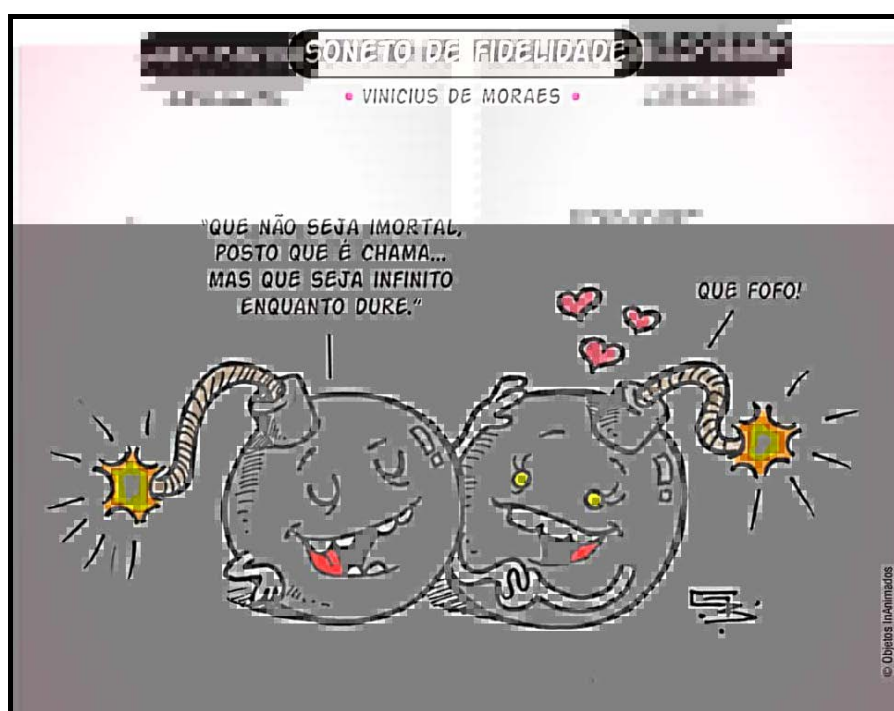 SONETO DE FIDELIDADE
• VINICIUS DE MORAES •
"QUE NÃO SEJA IMORTAL,
POSTO QUE É CHAMA...
MAS QUE SEJA INFINITO
ENQUANTO DURE."
QUE FOFO!
© Objetos InAnimados